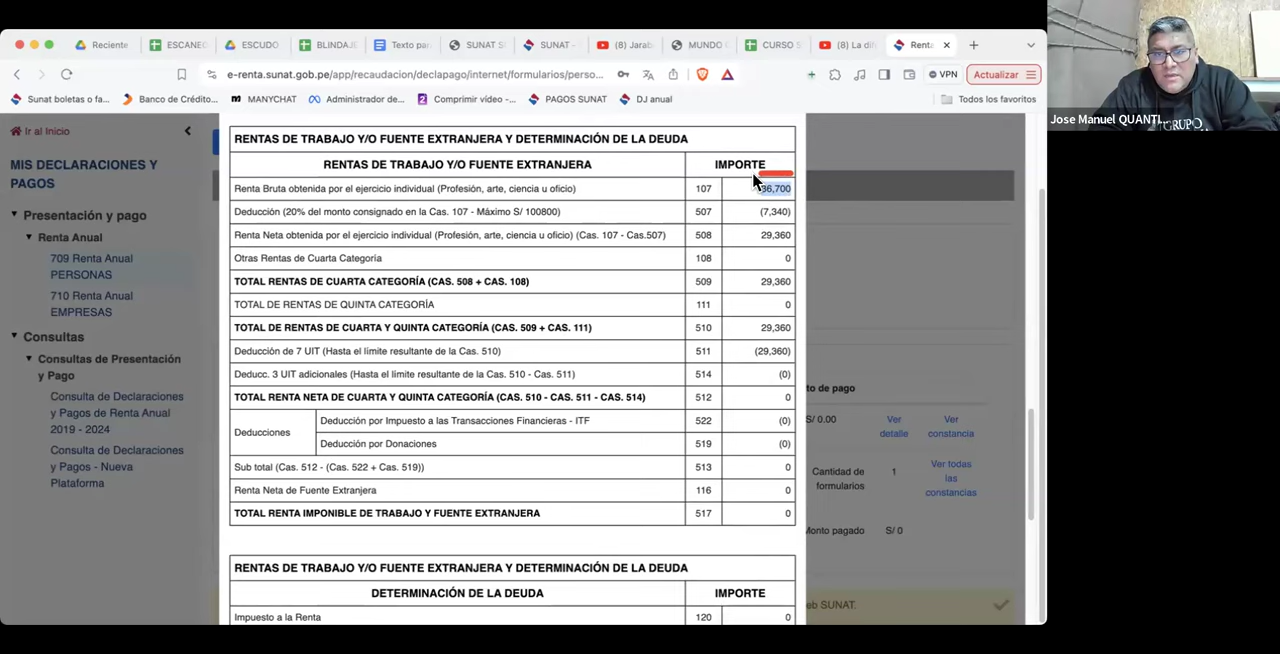 Reciente
ESCANEO
ESCUDO
BLINDAJE
Texto par
SUNAT S
SUNAT -
(8) Jarab
MUNDO
CURSO S
(8) La dif
Renta
e-renta.sunat.gob.pe/app/recaudacion/declapago/internet/formularios/perso...
VPN
Actualizar
Sunat boletas o fa...
Banco de Crédito...
MANYCHAT
Administrador de...
Comprimir vídeo -...
PAGOS SUNAT
DJ anual
Todos los favoritos
Jose Manuel QUANTI...
GRUPO
Ir al Inicio
MIS DECLARACIONES Y
PAGOS
Presentación y pago
Renta Anual
709 Renta Anual
PERSONAS
710 Renta Anual
EMPRESAS
Consultas
Consultas de Presentación
y Pago
Consulta de Declaraciones
y Pagos de Renta Anual
2019 - 2024
Consulta de Declaraciones
y Pagos - Nueva
Plataforma
RENTAS DE TRABAJO Y/O FUENTE EXTRANJERA Y DETERMINACIÓN DE LA DEUDA
RENTAS DE TRABAJO Y/O FUENTE EXTRANJERA IMPORTE
Renta Bruta obtenida por el ejercicio individual (Profesión, arte, ciencia u oficio) 107 36,700
Deducción (20% del monto consignado en la Cas. 107 - Máximo S/ 100800) 507 (7,340)
Renta Neta obtenida por el ejercicio individual (Profesión, arte, ciencia u oficio) (Cas. 107 - Cas.507) 508 29,360
Otras Rentas de Cuarta Categoría 108 0
TOTAL RENTAS DE CUARTA CATEGORÍA (CAS. 508 + CAS. 108) 509 29,360
TOTAL DE RENTAS DE QUINTA CATEGORÍA 111 0
TOTAL DE RENTAS DE CUARTA Y QUINTA CATEGORÍA (CAS. 509 + CAS. 111) 510 29,360
Deducción de 7 UIT (Hasta el límite resultante de la Cas. 510) 511 (29,360)
Deducc. 3 UIT adicionales (Hasta el límite resultante de la Cas. 510 - Cas. 511) 514 (0)
TOTAL RENTA NETA DE CUARTA Y QUINTA CATEGORÍA (CAS. 510 - CAS. 511 - CAS. 514) 512 0
Deducciones
Deducción por Impuesto a las Transacciones Financieras - ITF 522 (0)
Deducción por Donaciones 519 (0)
Sub total (Cas. 512 - (Cas. 522 + Cas. 519)) 513 0
Renta Neta de Fuente Extranjera 116 0
TOTAL RENTA IMPONIBLE DE TRABAJO Y FUENTE EXTRANJERA 517 0
RENTAS DE TRABAJO Y/O FUENTE EXTRANJERA Y DETERMINACIÓN DE LA DEUDA
DETERMINACIÓN DE LA DEUDA IMPORTE
Impuesto a la Renta 120 0
to de pago
S/ 0.00
Ver
detalle
Ver
constancia
Cantidad de
formularios
1
Ver todas
las
constancias
Monto pagado S/ 0
eb SUNAT.